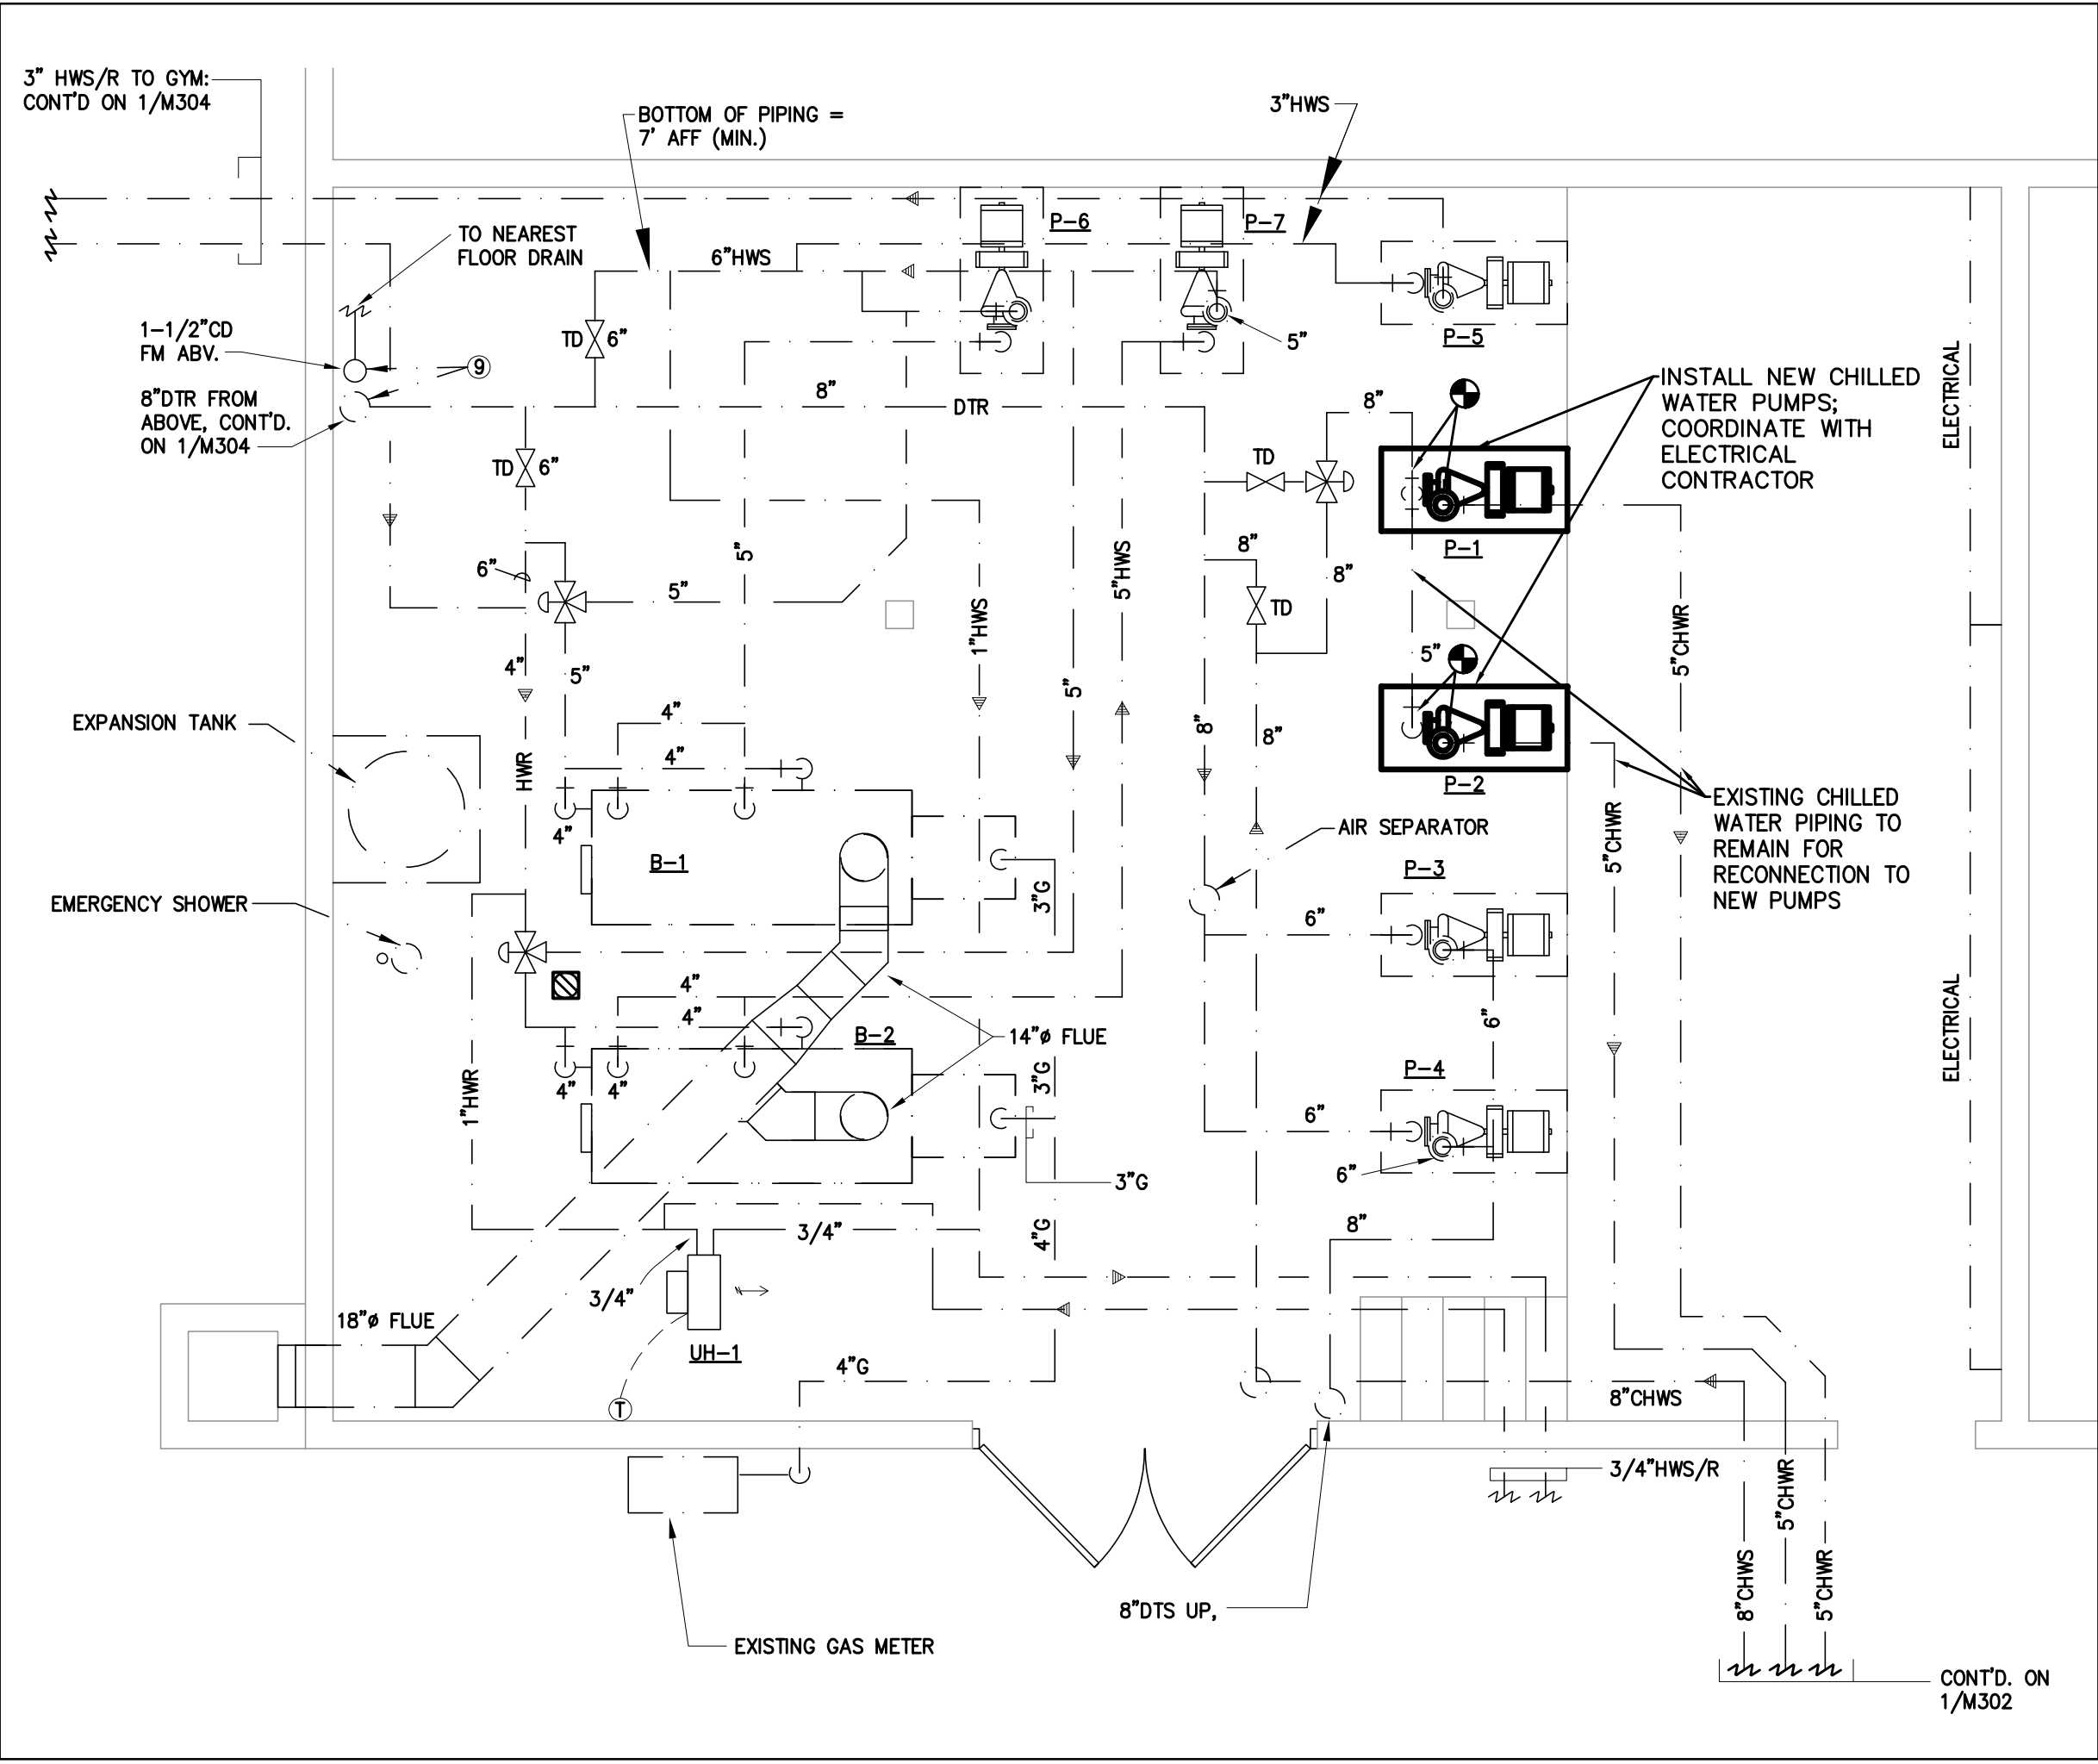 3" HWS/R TO GYM:
CONT'D ON 1/M304
BOTTOM OF PIPING =
7' AFF (MIN.)
3"HWS
TO NEAREST
FLOOR DRAIN
6"HWS
P-6
P-7
1-1/2"CD
FM ABV.
9
TD 6"
5"
P-5
8"DTR FROM
ABOVE, CONT'D.
ON 1/M304
8"
DTR
8"
INSTALL NEW CHILLED
WATER PUMPS;
COORDINATE WITH
ELECTRICAL
CONTRACTOR
ELECTRICAL
TD 6"
TD
P-1
6"
5"
5"
1"HWS
5"HWS
8"
8"
TD
5"CHWR
4"
5"
5"
5"
4"
4"
EXPANSION TANK
HWR
8"
8"
P-2
EXISTING CHILLED
WATER PIPING TO
REMAIN FOR
RECONNECTION TO
NEW PUMPS
5"CHWR
4"
B-1
AIR SEPARATOR
P-3
EMERGENCY SHOWER
3"G
6"
4"
4"
B-2
14"ø FLUE
6"
ELECTRICAL
1"HWR
4"
4"
3"G
P-4
6"
6"
3"G
3/4"
4"G
8"
3/4"
18"ø FLUE
UH-1
4"G
T
8"CHWS
3/4"HWS/R
5"CHWR
8"CHWS
5"CHWR
8"DTS UP,
EXISTING GAS METER
CONT'D. ON
1/M302